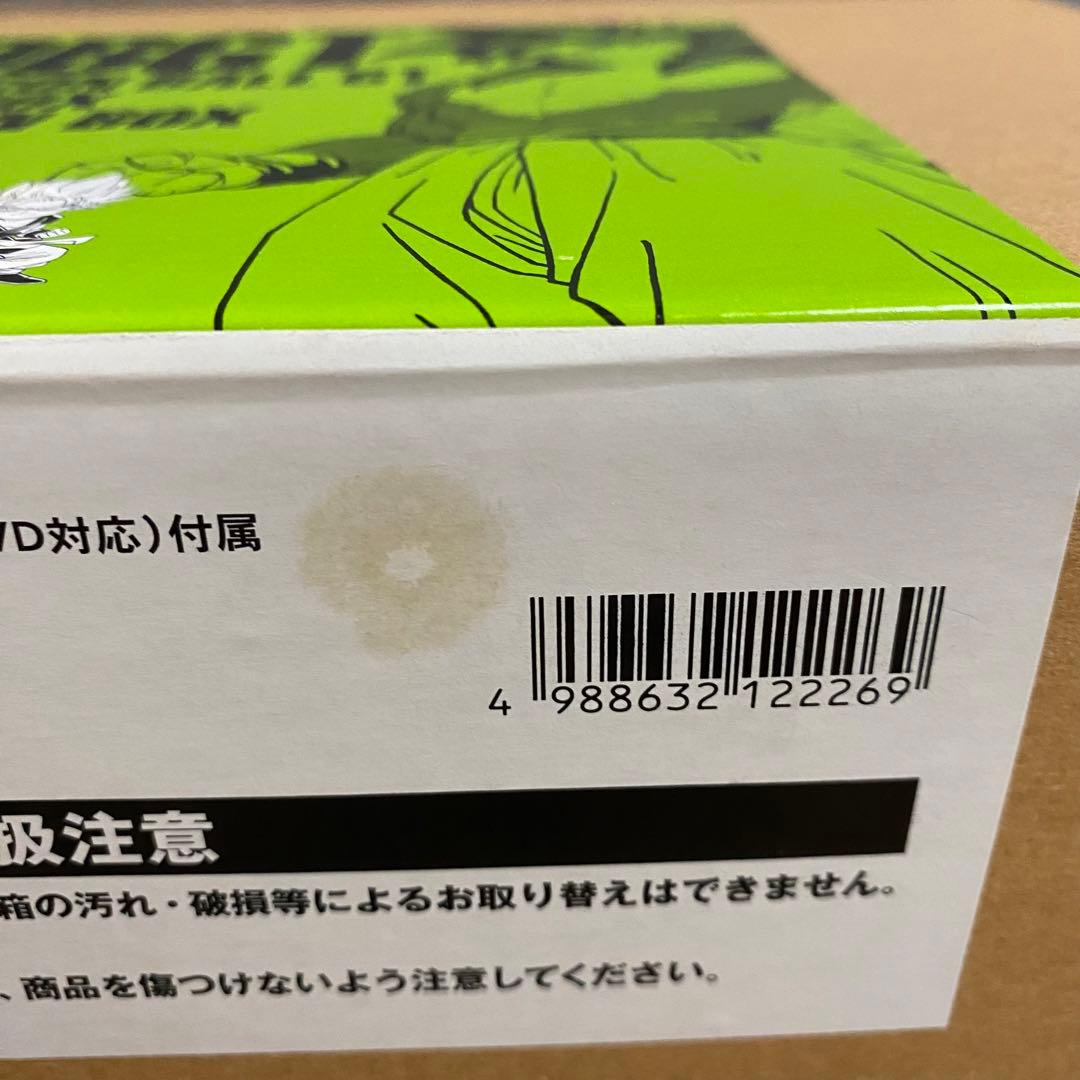 BOX
VD対応)付属
4 988632 122269
扱注意
箱の汚れ・破損等によるお取り替えはできません。
、商品を傷つけないよう注意してください。